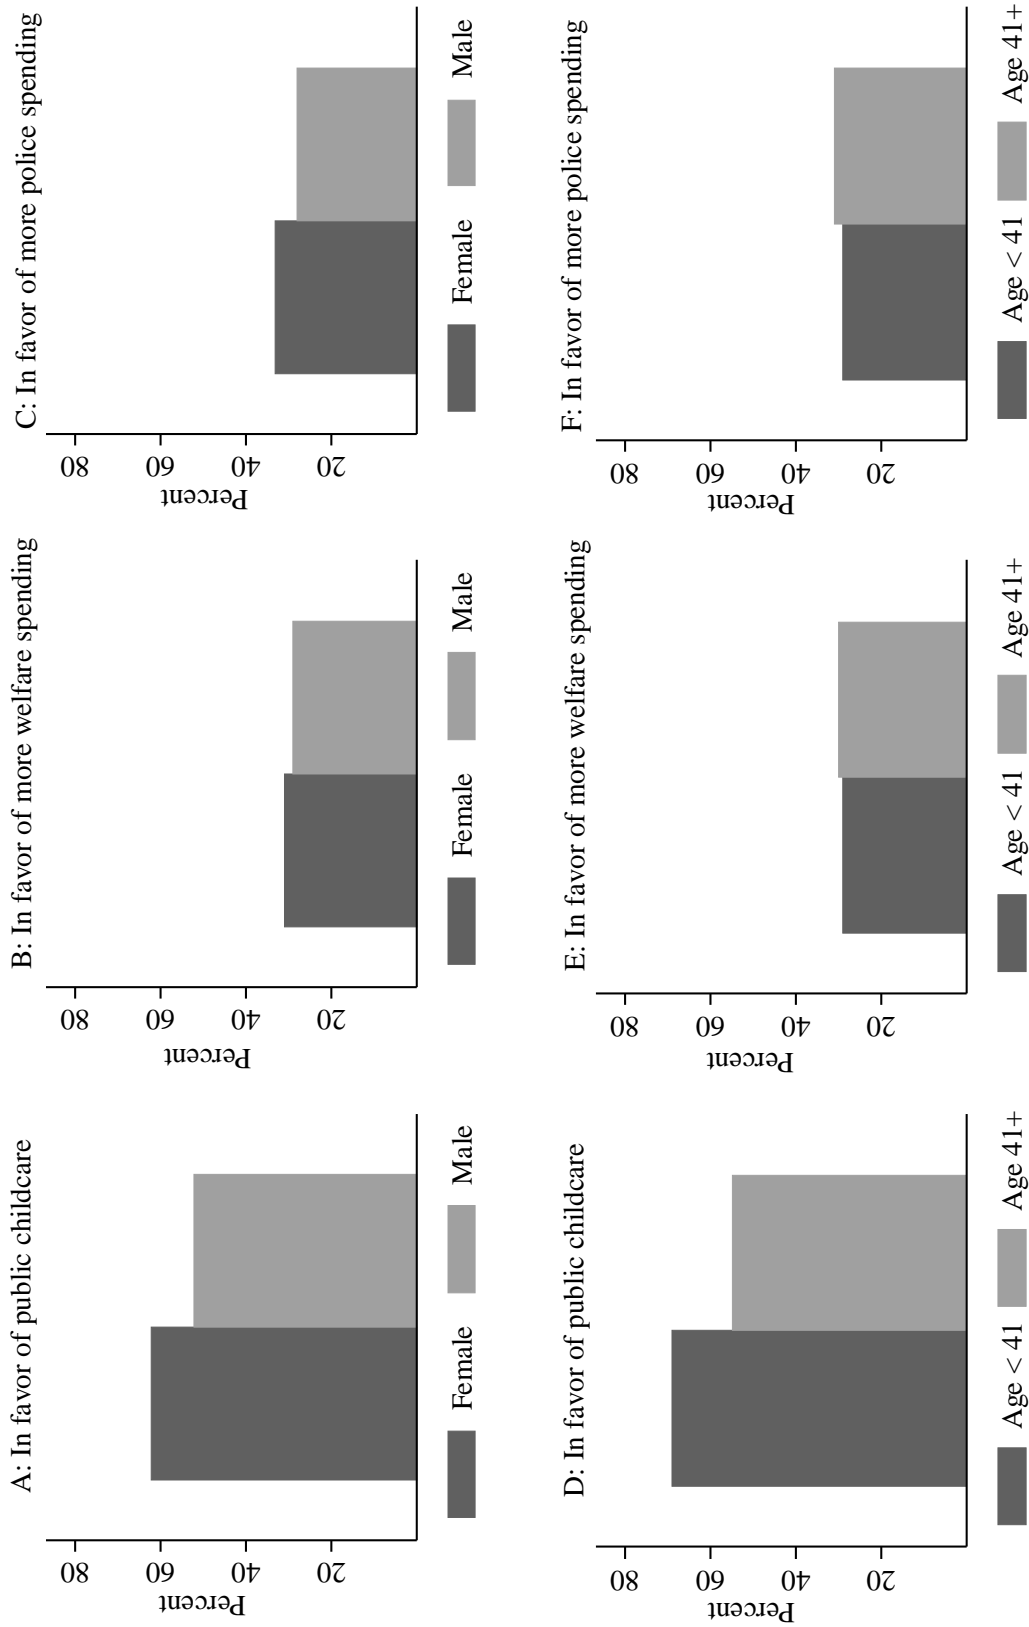 A: In favor of public childcare
Percent
80
60
40
20
Female
Male
B: In favor of more welfare spending
Percent
80
60
40
20
Female
Male
C: In favor of more police spending
Percent
80
60
40
20
Female
Male
D: In favor of public childcare
Percent
80
60
40
20
Age < 41
Age 41+
E: In favor of more welfare spending
Percent
80
60
40
20
Age < 41
Age 41+
F: In favor of more police spending
Percent
80
60
40
20
Age < 41
Age 41+